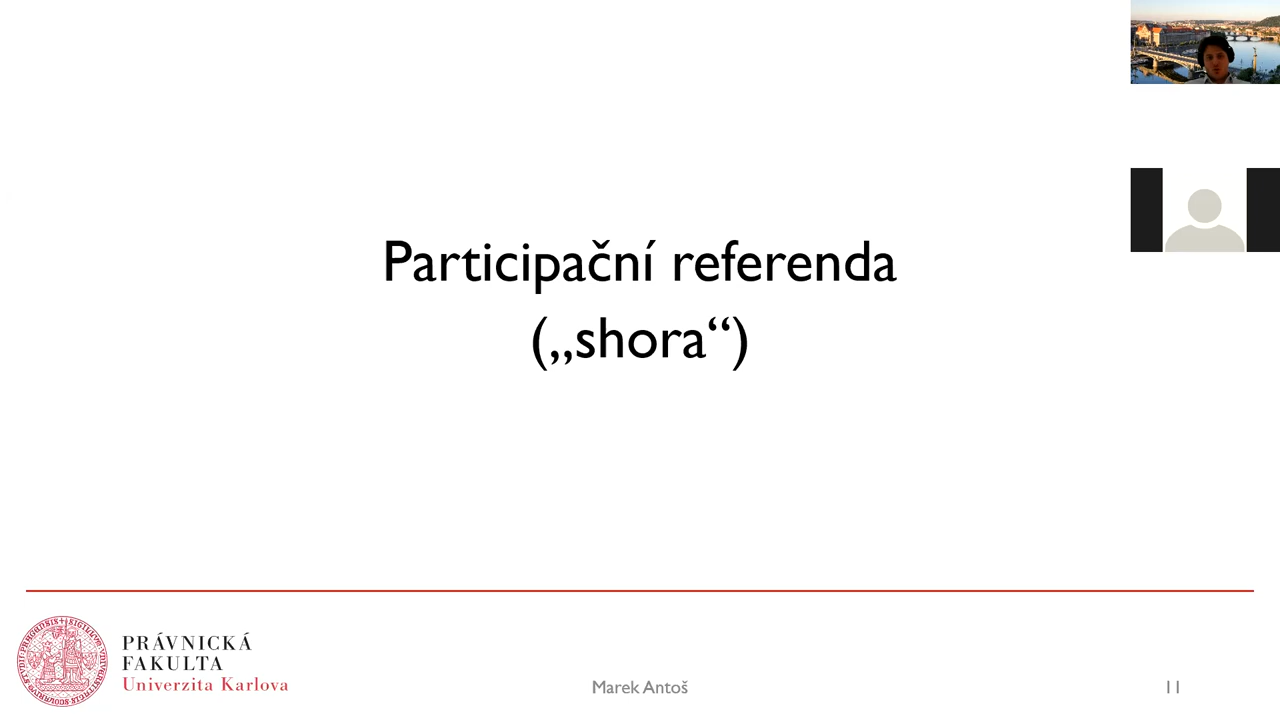 Participační referenda
(„shora“)
PRÁVNICKÁ
FAKULTA
Univerzita Karlova
Marek Antoš
11